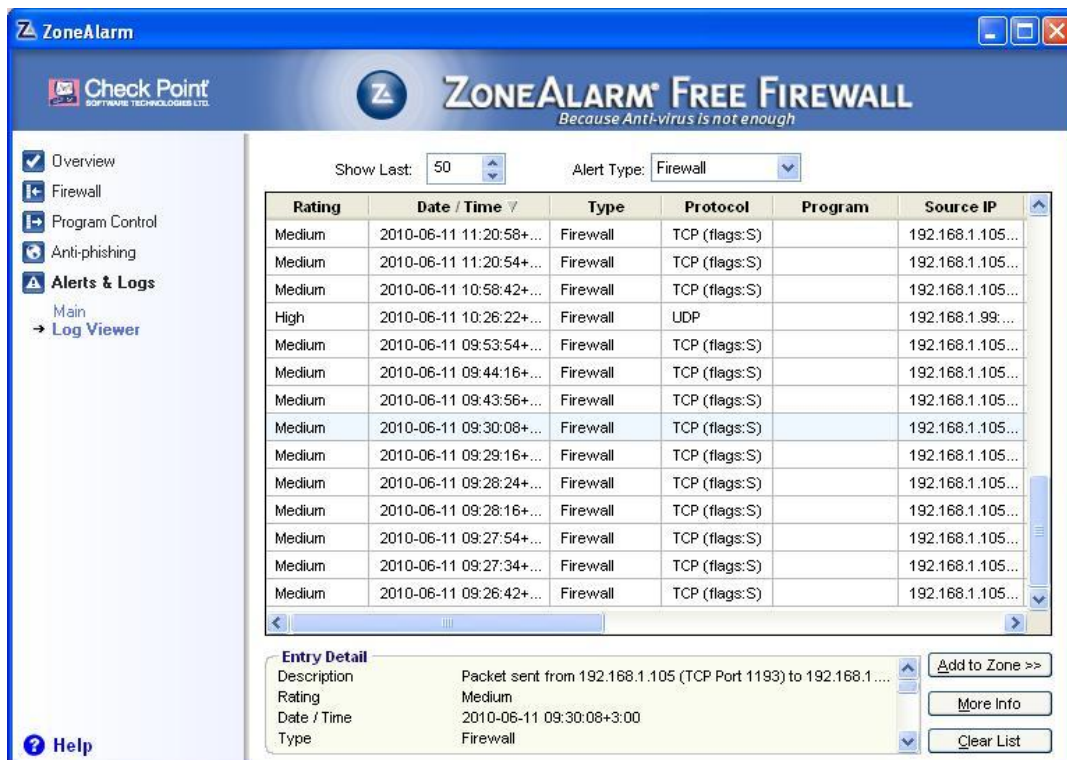 ZoneAlarm
Check Point
SOFTWARE TECHNOLOGIES LTD.
ZONEALARM® FREE FIREWALL
Because Anti-virus is not enough
Overview
Firewall
Program Control
Anti-phishing
Alerts & Logs
Main
Log Viewer
Help
Show Last: 50 Alert Type: Firewall
Rating Date / Time Type Protocol Program Source IP
Medium 2010-06-11 11:20:58+... Firewall TCP (flags:S) 192.168.1.105...
Medium 2010-06-11 11:20:54+... Firewall TCP (flags:S) 192.168.1.105...
Medium 2010-06-11 10:58:42+... Firewall TCP (flags:S) 192.168.1.105...
High 2010-06-11 10:26:22+... Firewall UDP 192.168.1.99:...
Medium 2010-06-11 09:53:54+... Firewall TCP (flags:S) 192.168.1.105...
Medium 2010-06-11 09:44:16+... Firewall TCP (flags:S) 192.168.1.105...
Medium 2010-06-11 09:43:56+... Firewall TCP (flags:S) 192.168.1.105...
Medium 2010-06-11 09:30:08+... Firewall TCP (flags:S) 192.168.1.105...
Medium 2010-06-11 09:29:16+... Firewall TCP (flags:S) 192.168.1.105...
Medium 2010-06-11 09:28:24+... Firewall TCP (flags:S) 192.168.1.105...
Medium 2010-06-11 09:28:16+... Firewall TCP (flags:S) 192.168.1.105...
Medium 2010-06-11 09:27:54+... Firewall TCP (flags:S) 192.168.1.105...
Medium 2010-06-11 09:27:34+... Firewall TCP (flags:S) 192.168.1.105...
Medium 2010-06-11 09:26:42+... Firewall TCP (flags:S) 192.168.1.105...
Entry Detail
Description Packet sent from 192.168.1.105 (TCP Port 1193) to 192.168.1....
Rating Medium
Date / Time 2010-06-11 09:30:08+3:00
Type Firewall
Add to Zone >>
More Info
Clear List